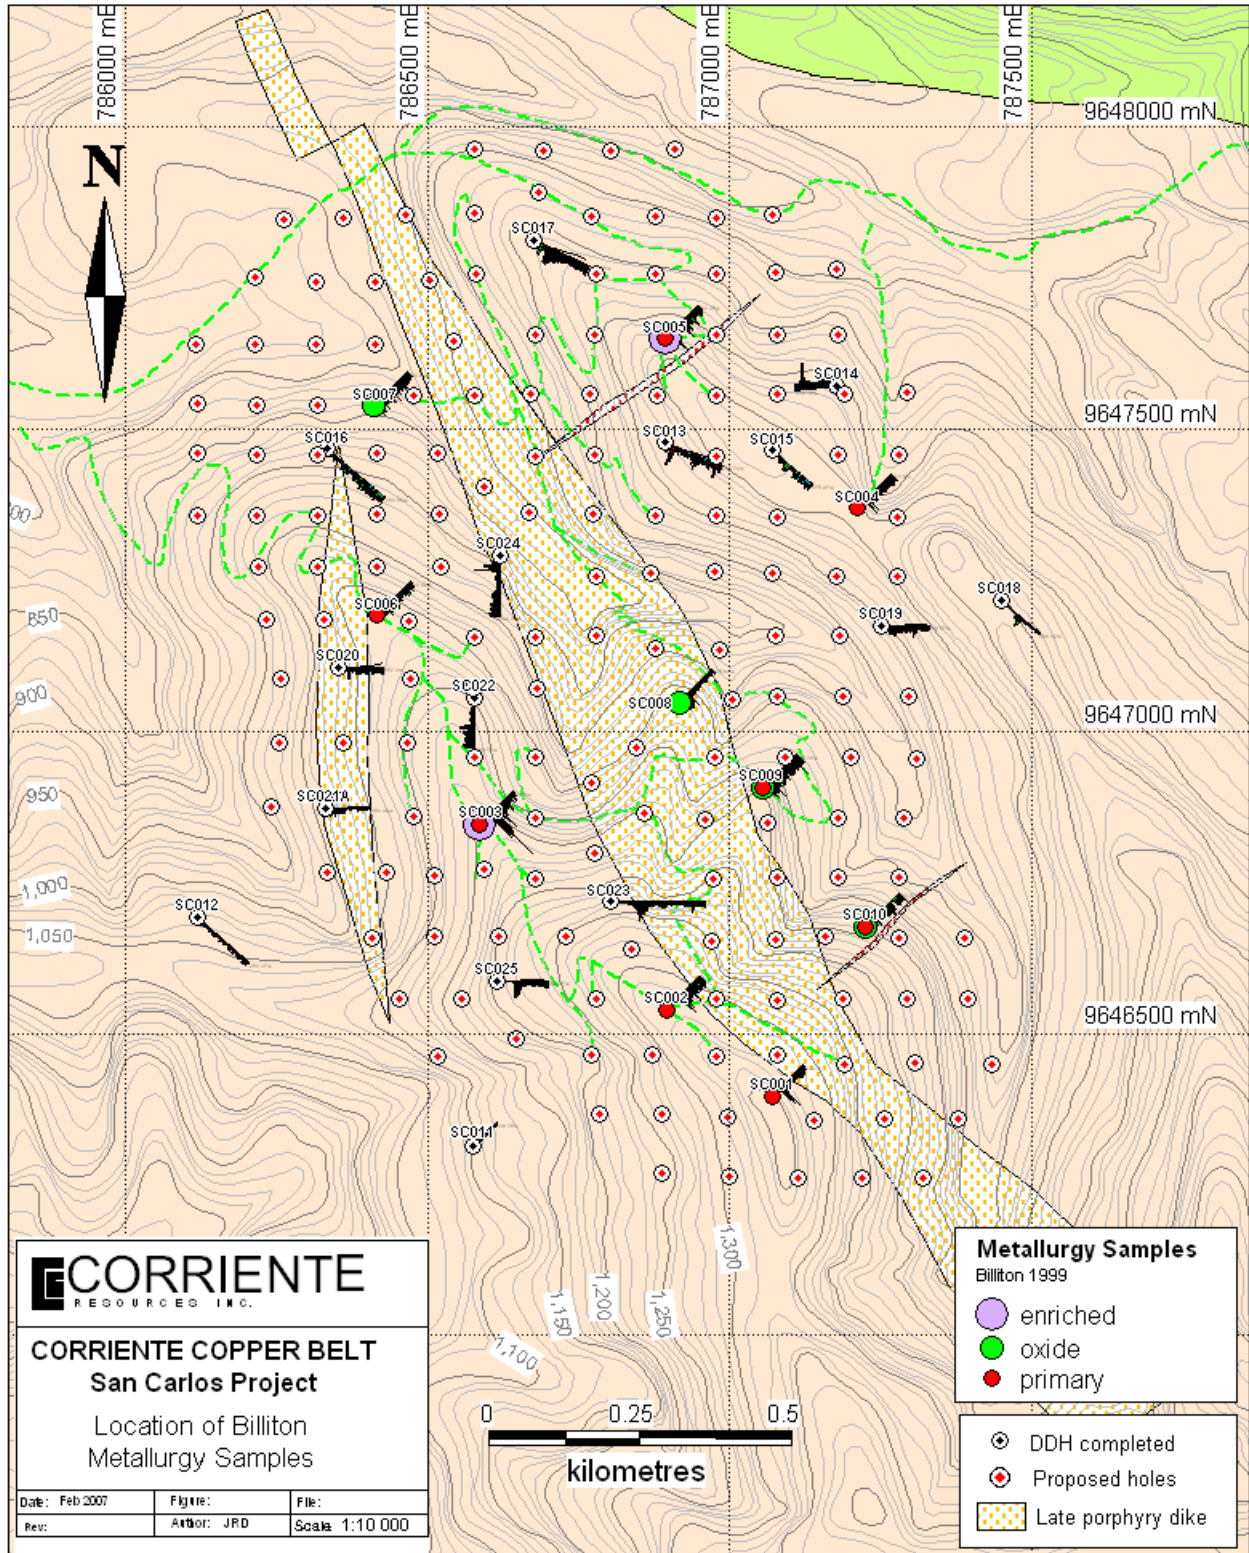 786000 mE
786500 mE
787000 mE
787500 mE
9648000 mN
N
SC017
SC005
SC014
SC007
9647500 mN
SC016
SC013
SC015
SC004
00
SC024
SC018
850
SC006
SC019
SC020
900
SC022
SC008
9647000 mN
SC009
950
SC021A
SC003
1,000
SC012
SC023
SC010
1,050
SC025
SC002
9646500 mN
SC001
SC011
1,300
1,250
1,200
1,150
1,100
CORRIENTE
RESOURCES INC.
CORRIENTE COPPER BELT
San Carlos Project
Location of Billiton
Metallurgy Samples
Date: Feb 2007
Figure:
File:
Rev:
Author: JRD
Scale 1:10 000
0 0.25 0.5
kilometres
Metallurgy Samples
Billiton 1999
enriched
oxide
primary
DDH completed
Proposed holes
Late porphyry dike